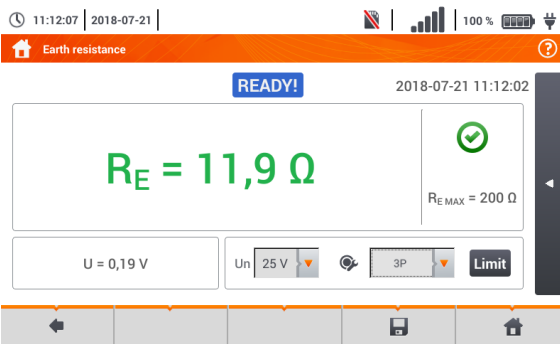 11:12:07 2018-07-21 100 %
Earth resistance ?
READY! 2018-07-21 11:12:02
RE = 11,9 Ω
RE MAX = 200 Ω
U = 0,19 V Un 25 V 3P Limit